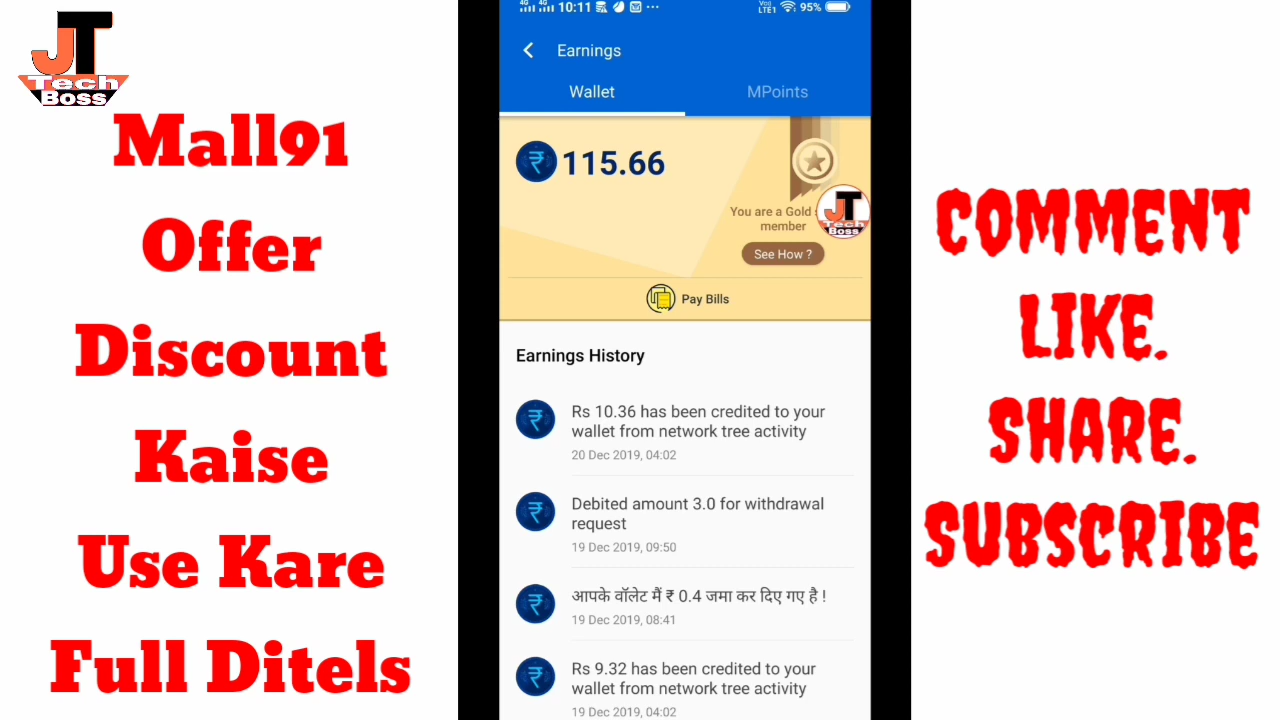 JT
Tech
Boss
Mall91
Offer
Discount
Kaise
Use Kare
Full Ditels
4G 4G 10:11
Vo)
LTE1
95%
Earnings
Wallet
MPoints
₹ 115.66
You are a Gold
member
JT
Tech
Boss
See How ?
Pay Bills
Earnings History
Rs 10.36 has been credited to your
wallet from network tree activity
20 Dec 2019, 04:02
Debited amount 3.0 for withdrawal
request
19 Dec 2019, 09:50
आपके वॉलेट मैं ₹ 0.4 जमा कर दिए गए है !
19 Dec 2019, 08:41
Rs 9.32 has been credited to your
wallet from network tree activity
19 Dec 2019, 04:02
COMMENT
LIKE.
SHARE.
SUBSCRIBE